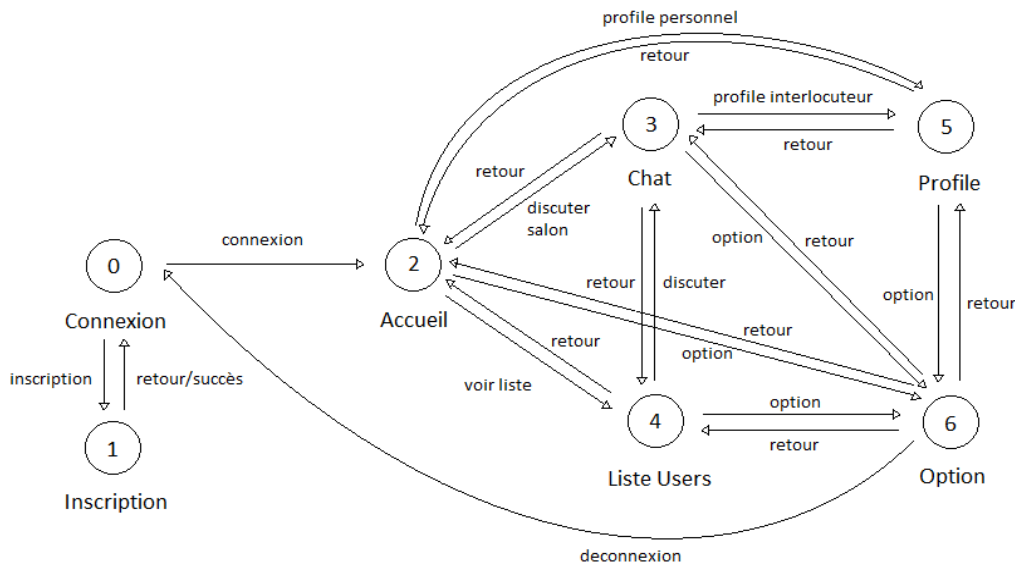 profile personnel
retour
profile interlocuteur
3
5
retour
retour
Chat
Profile
discuter
salon
connexion
option
retour
0
2
Connexion
Accueil
retour
discuter
option
retour
retour
retour
option
inscription
retour/succès
voir liste
option
4
6
1
retour
Liste Users
Option
Inscription
deconnexion